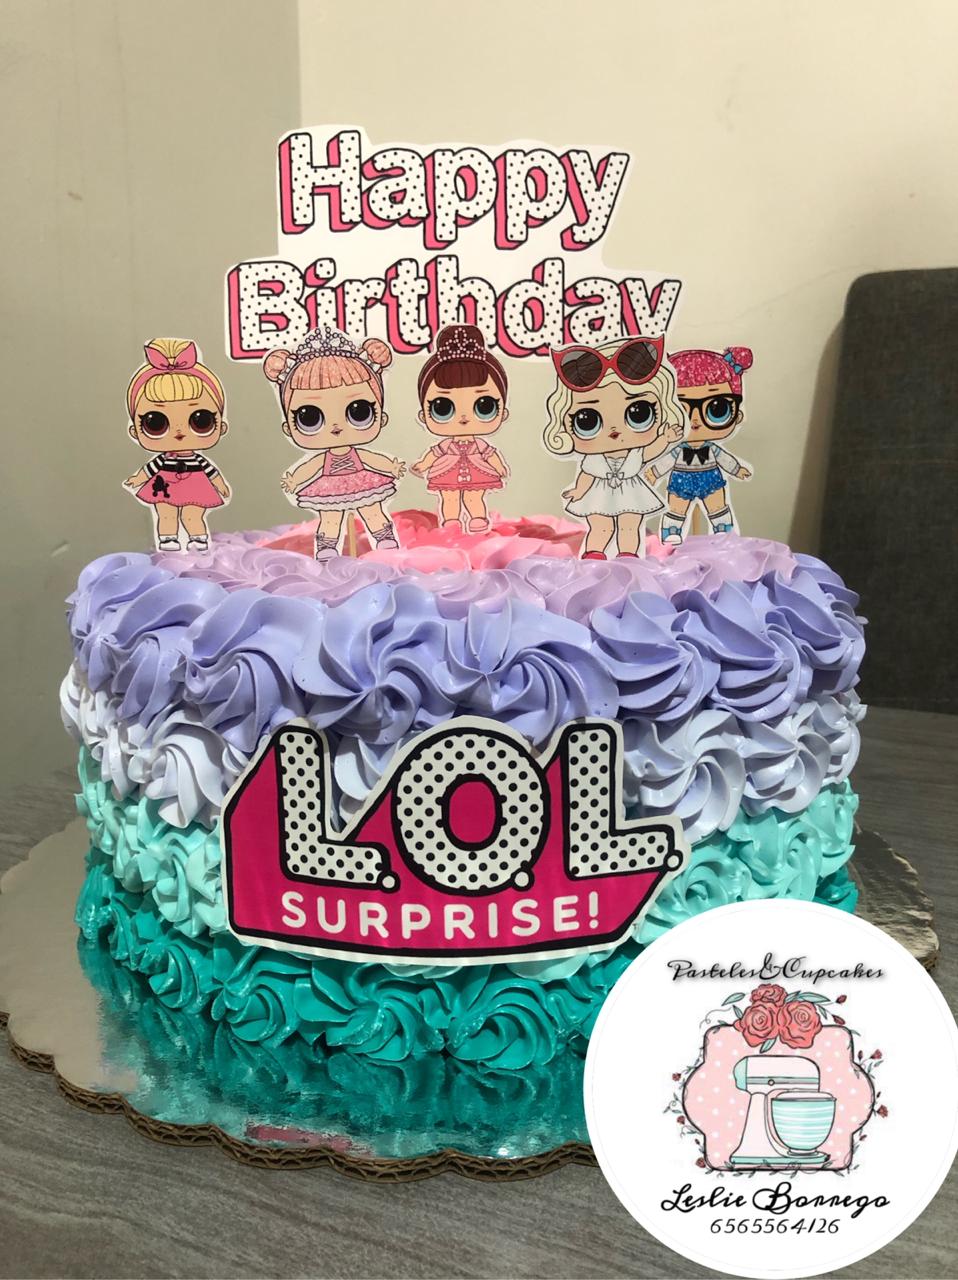 Happy
Birthday
L.O.L.
SURPRISE!
Pasteles&Cupcakes
Leslie Borrego
6565564126